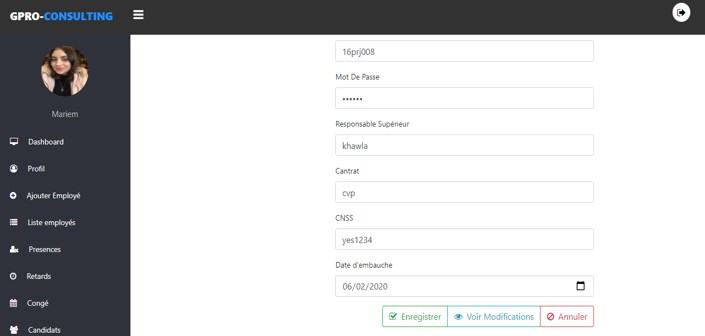 GPRO-CONSULTING
Mariem
Dashboard
Profil
Ajouter Employé
Liste employés
Presences
Retards
Congé
Candidats
16prj008
Mot De Passe
••••••
Responsable Supérieur
khawla
Cantrat
cvp
CNSS
yes1234
Date d'embauche
06/02/2020
Enregistrer Voir Modifications Annuler